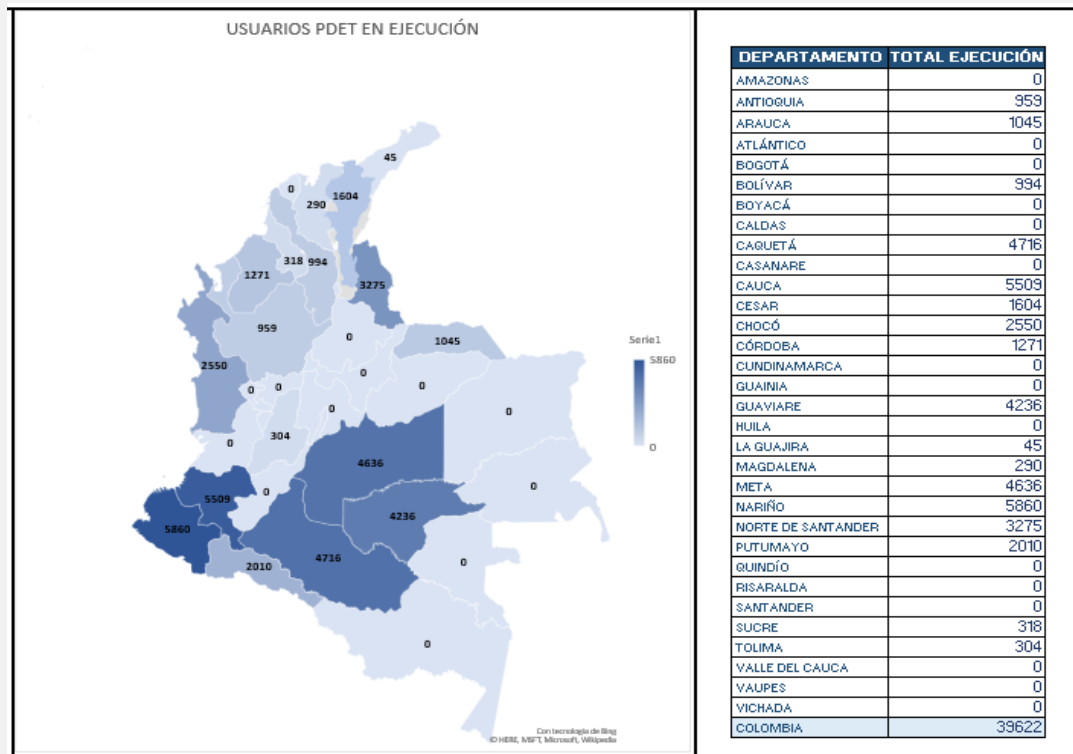 USUARIOS PDET EN EJECUCIÓN
45
0
1604
290
318
994
1271
3275
959
0
1045
2550
0
0
0
0
0
0
0
304
4636
0
5509
0
4236
5860
4716
2010
0
0
Serie1
5860
0
Con tecnología de Bing
© HERE, MSFT, Microsoft, Wikipedia
DEPARTAMENTO TOTAL EJECUCIÓN
AMAZONAS 0
ANTIOQUIA 959
ARAUCA 1045
ATLÁNTICO 0
BOGOTÁ 0
BOLÍVAR 994
BOYACÁ 0
CALDAS 0
CAQUETÁ 4716
CASANARE 0
CAUCA 5509
CESAR 1604
CHOCÓ 2550
CÓRDOBA 1271
CUNDINAMARCA 0
GUAINIA 0
GUAVIARE 4236
HUILA 0
LA GUAJIRA 45
MAGDALENA 290
META 4636
NARIÑO 5860
NORTE DE SANTANDER 3275
PUTUMAYO 2010
QUINDÍO 0
RISARALDA 0
SANTANDER 0
SUCRE 318
TOLIMA 304
VALLE DEL CAUCA 0
VAUPES 0
VICHADA 0
COLOMBIA 39622